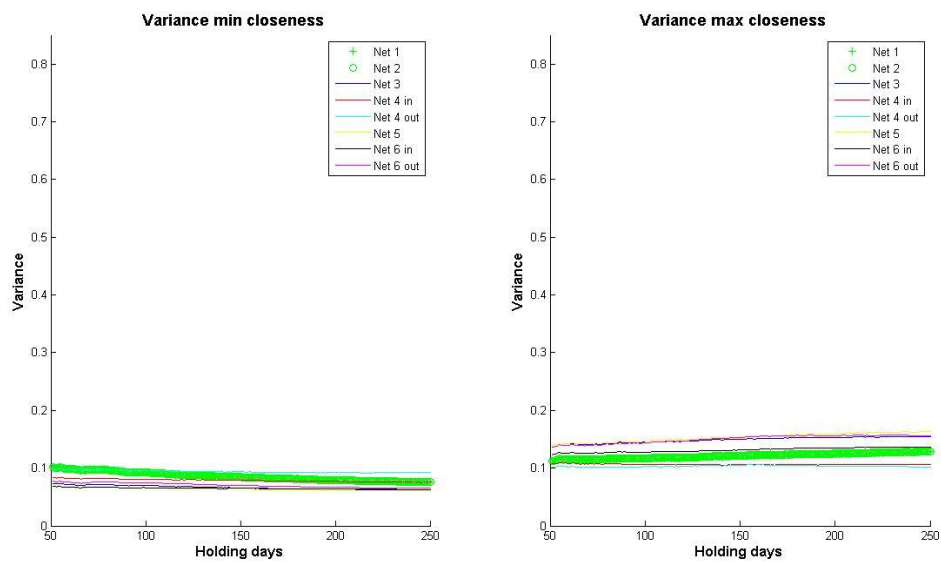 Variance min closeness
0.8
0.7
0.6
0.5
0.4
0.3
0.2
0.1
0
Variance
50
100
150
200
250
Holding days
Net 1
Net 2
Net 3
Net 4 in
Net 4 out
Net 5
Net 6 in
Net 6 out
Variance max closeness
0.8
0.7
0.6
0.5
0.4
0.3
0.2
0.1
0
Variance
50
100
150
200
250
Holding days
Net 1
Net 2
Net 3
Net 4 in
Net 4 out
Net 5
Net 6 in
Net 6 out